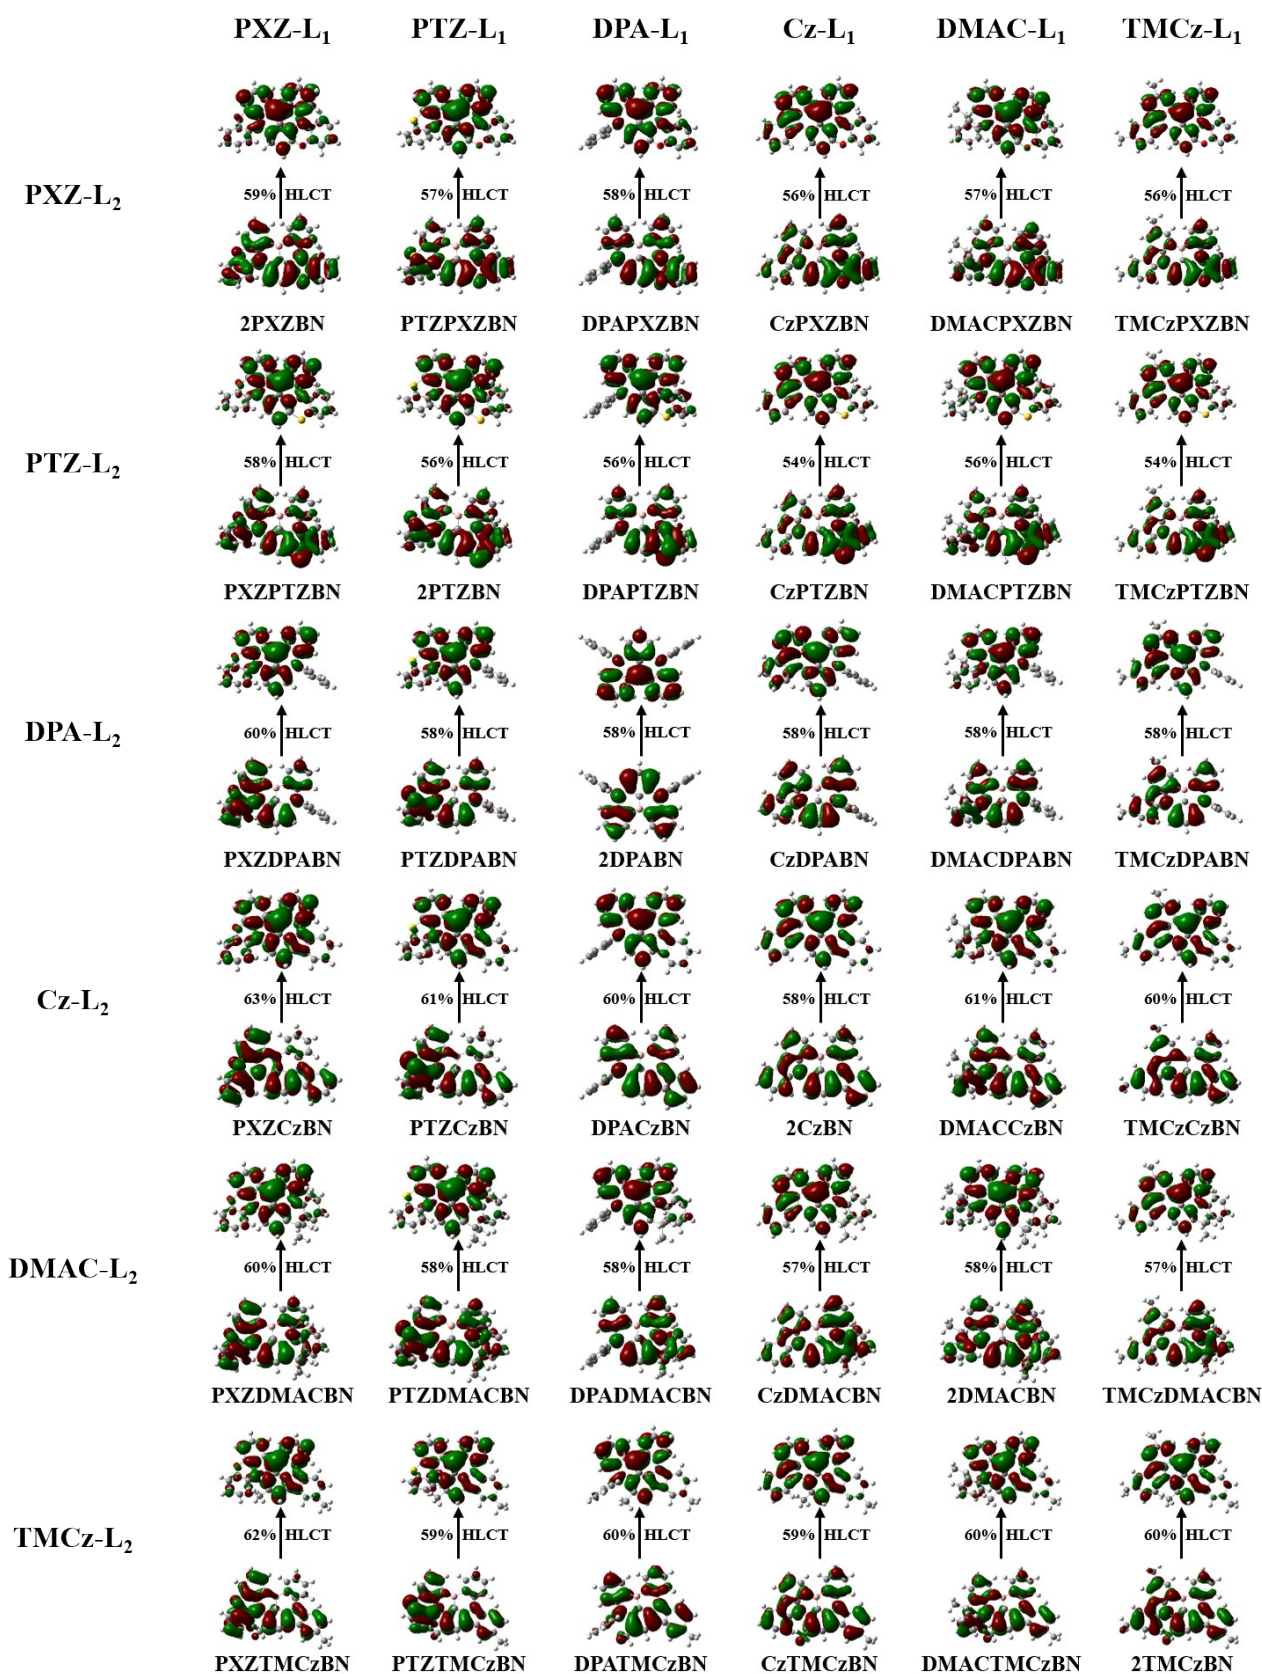 PXZ-L1 PTZ-L1 DPA-L1 Cz-L1 DMAC-L1 TMCz-L1
PXZ-L2 59% HLCT 57% HLCT 58% HLCT 56% HLCT 57% HLCT 56% HLCT
2PXZBN PTZPXZBN DPAPXZBN CzPXZBN DMACPXZBN TMCzPXZBN
PTZ-L2 58% HLCT 56% HLCT 56% HLCT 54% HLCT 56% HLCT 54% HLCT
PXZPTZBN 2PTZBN DPAPTZBN CzPTZBN DMACPTZBN TMCzPTZBN
DPA-L2 60% HLCT 58% HLCT 58% HLCT 58% HLCT 58% HLCT 58% HLCT
PXZDPABN PTZDPABN 2DPABN CzDPABN DMACDPABN TMCzDPABN
Cz-L2 63% HLCT 61% HLCT 60% HLCT 58% HLCT 61% HLCT 60% HLCT
PXZCzBN PTZCzBN DPACzBN 2CzBN DMACCzBN TMCzCzBN
DMAC-L2 60% HLCT 58% HLCT 58% HLCT 57% HLCT 58% HLCT 57% HLCT
PXZDMACBN PTZDMACBN DPADMACBN CzDMACBN 2DMACBN TMCzDMACBN
TMCz-L2 62% HLCT 59% HLCT 60% HLCT 59% HLCT 60% HLCT 60% HLCT
PXZTMCzBN PTZTMCzBN DPATMCzBN CzTMCzBN DMACTMCzBN 2TMCzBN